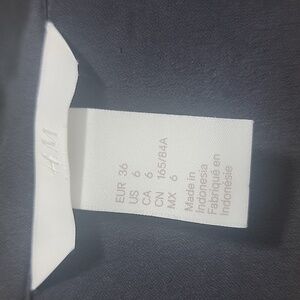 H&M
EUR 36
US 6
CA 6
CN 165/84A
MX 6
Made in
Indonesia
Fabriqué en
Indonésie